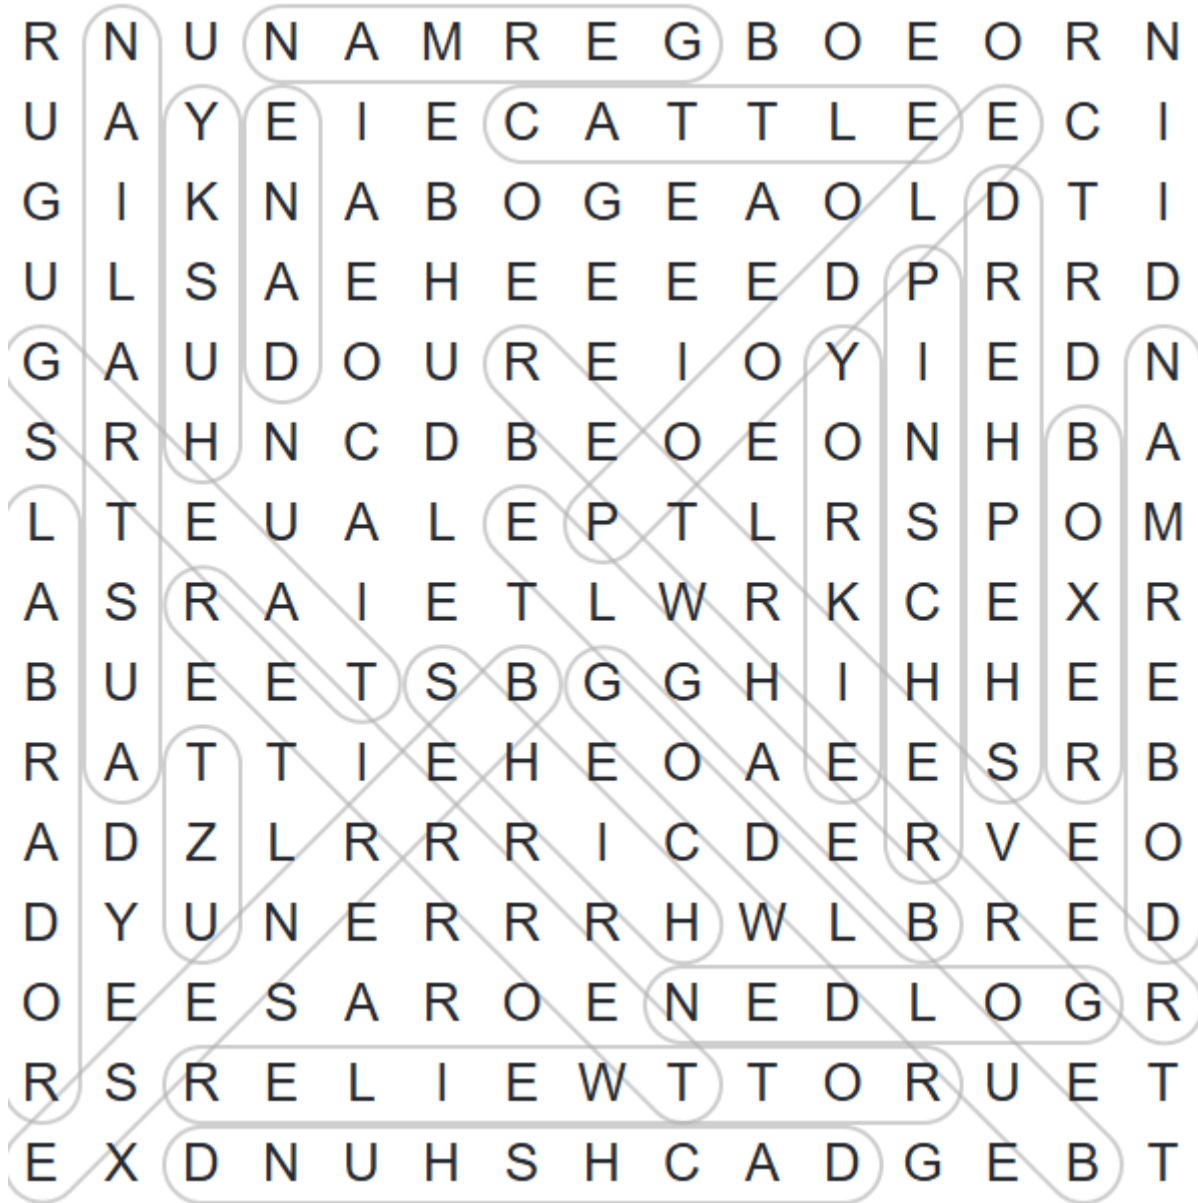 R N U N A M R E G B O E O R N
U A Y E I E C A T T L E E C I
G I K N A B O G E A O L D T I
U L S A E H E E E E D P R R D
G A U D O U R E I O Y I E D N
S R H N C D B E O E O N H B A
L T E U A L E P T L R S P O M
A S R A I E T L W R K C E X R
B U E E T S B G G H I H H E E
R A T T I E H E O A E E S R B
A D Z L R R R I C D E R V E O
D Y U N E R R R H W L B R E D
O E E S A R O E N E D L O G R
R S R E L I E W T T O R U E T
E X D N U H S H C A D G E B T